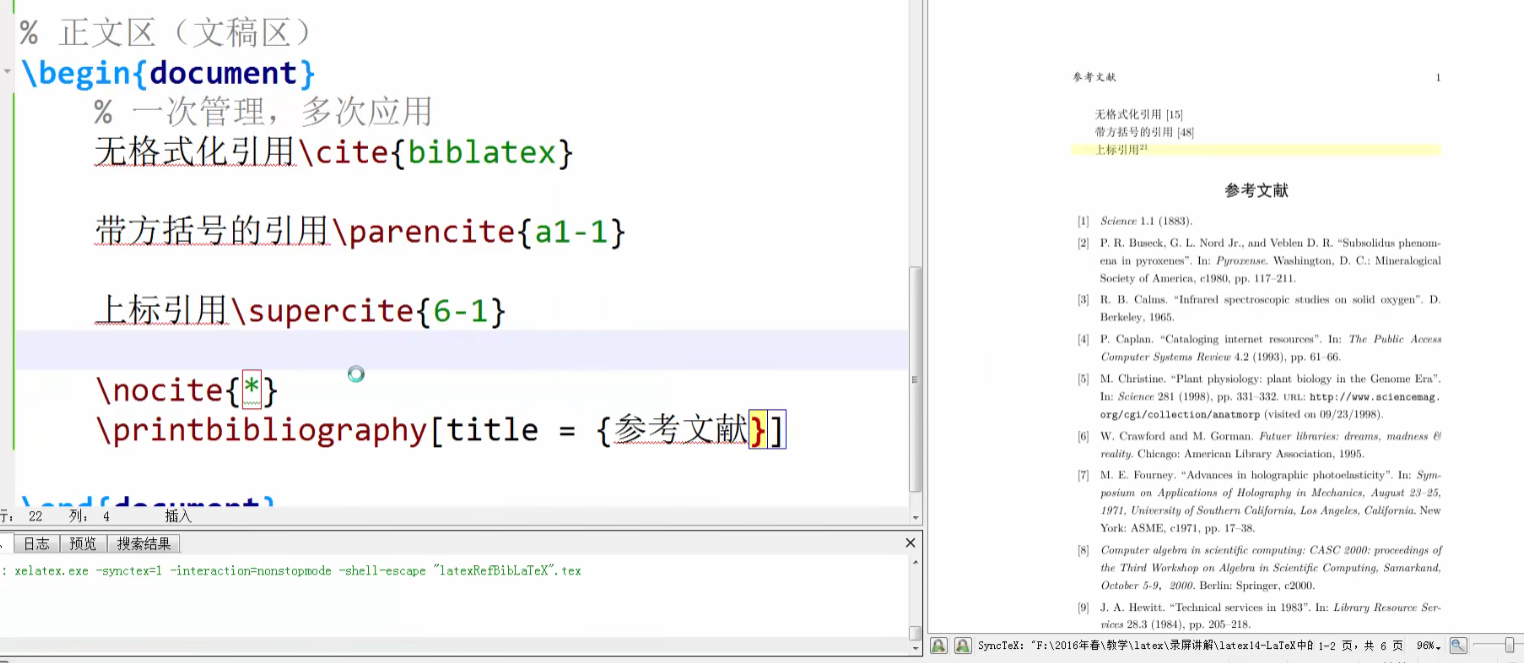 % 正文区（文稿区）
\begin{document}
% 一次管理，多次应用
无格式化引用\cite{biblatex}
带方括号的引用\parencite{a1-1}
上标引用\supercite{6-1}
\nocite{*}
\printbibliography[title = {参考文献}]
\end{document}
行： 22 列： 4 插入
日志 预览 搜索结果
: xelatex.exe -synctex=1 -interaction=nonstopmode -shell-escape "latexRefBibLaTeX".tex
参考文献 1
无格式化引用 [15]
带方括号的引用 [48]
上标引用21
参考文献
[1] Science 1.1 (1883).
[2] P. R. Buseck, G. L. Nord Jr., and Veblen D. R. “Subsolidus phenom-
ena in pyroxenes”. In: Pyroxense. Washington, D. C.: Mineralogical
Society of America, c1980, pp. 117–211.
[3] R. B. Calms. “Infrared spectroscopic studies on solid oxygen”. D.
Berkeley, 1965.
[4] P. Caplan. “Cataloging internet resources”. In: The Public Access
Computer Systems Review 4.2 (1993), pp. 61–66.
[5] M. Christine. “Plant physiology: plant biology in the Genome Era”.
In: Science 281 (1998), pp. 331–332. URL: http://www.sciencemag.
org/cgi/collection/anatmorp (visited on 09/23/1998).
[6] W. Crawford and M. Gorman. Futuer libraries: dreams, madness &
reality. Chicago: American Library Association, 1995.
[7] M. E. Fourney. “Advances in holographic photoelasticity”. In: Sym-
posium on Applications of Holography in Mechanics, August 23–25,
1971, University of Southern California, Los Angeles, California. New
York: ASME, c1971, pp. 17–38.
[8] Computer algebra in scientific computing: CASC 2000: proceedings of
the Third Workshop on Algebra in Scientific Computing, Samarkand,
October 5-9, 2000. Berlin: Springer, c2000.
[9] J. A. Hewitt. “Technical services in 1983”. In: Library Resource Ser-
vices 28.3 (1984), pp. 205–218.
SyncTeX: "F:\2016年春\教学\latex\录屏讲解\latex14-LaTeX中的 1-2 页，共 6 页 96%